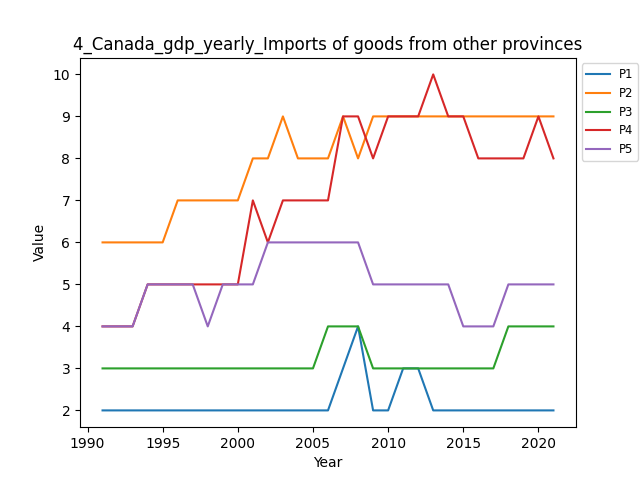 4_Canada_gdp_yearly_Imports of goods from other provinces
10
9
8
7
6
5
4
3
2
Value
1990 1995 2000 2005 2010 2015 2020
Year
P1
P2
P3
P4
P5